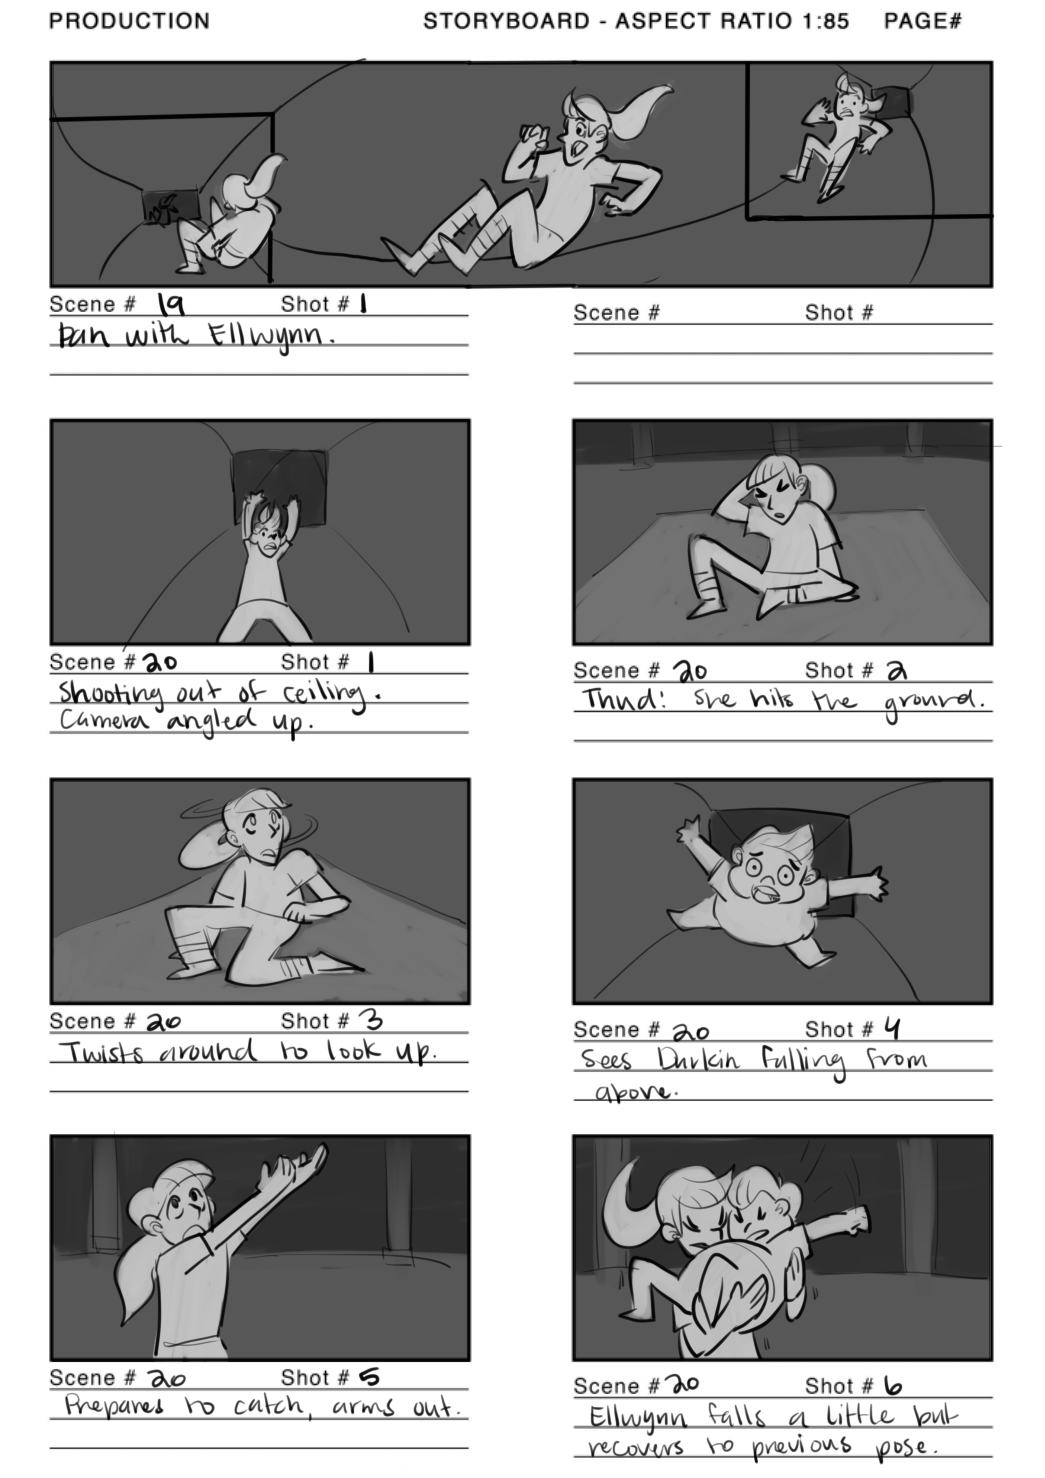 PRODUCTION STORYBOARD - ASPECT RATIO 1:85 PAGE#
Scene # 19 Shot # 1
Pan with Ellwynn.
Scene # Shot #
Scene # 20 Shot # 1
Shooting out of ceiling.
Camera angled up.
Scene # 20 Shot # 2
Thud! She hits the ground.
Scene # 20 Shot # 3
Twists around to look up.
Scene # 20 Shot # 4
Sees Durkin falling from
above.
Scene # 20 Shot # 5
Prepares to catch, arms out.
Scene # 20 Shot # 6
Ellwynn falls a little but
recovers to previous pose.